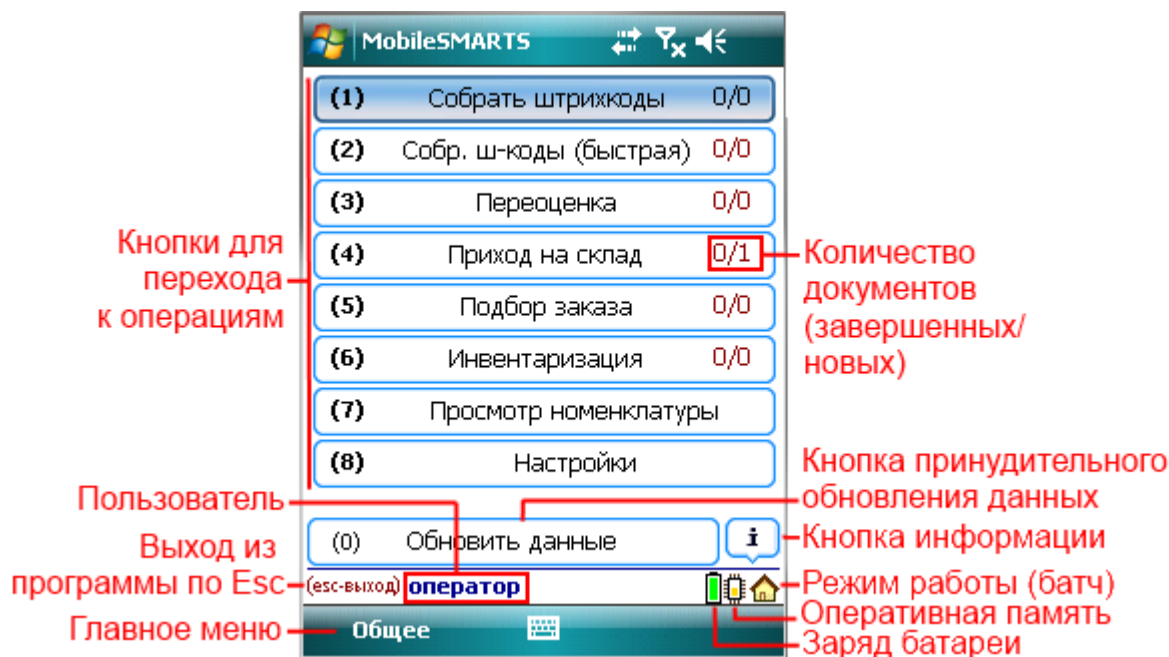 MobileSMARTS
(1) Собрать штрихкоды 0/0
(2) Собр. ш-коды (быстрая) 0/0
(3) Переоценка 0/0
Кнопки для
перехода
к операциям
(4) Приход на склад 0/1
Количество
документов
(завершенных/
новых)
(5) Подбор заказа 0/0
(6) Инвентаризация 0/0
(7) Просмотр номенклатуры
(8) Настройки
Кнопка принудительного
обновления данных
Пользователь
(0) Обновить данные
i
Кнопка информации
Выход из
программы по Esc
(esc-выход) оператор
Режим работы (батч)
Оперативная память
Заряд батареи
Главное меню
Общее